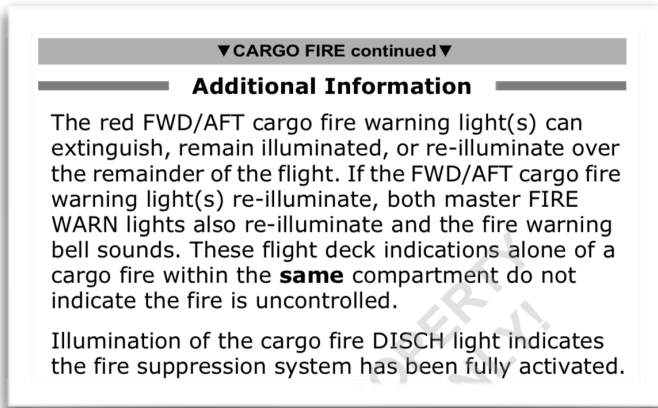 ▼CARGO FIRE continued▼
Additional Information
The red FWD/AFT cargo fire warning light(s) can
extinguish, remain illuminated, or re-illuminate over
the remainder of the flight. If the FWD/AFT cargo fire
warning light(s) re-illuminate, both master FIRE
WARN lights also re-illuminate and the fire warning
bell sounds. These flight deck indications alone of a
cargo fire within the same compartment do not
indicate the fire is uncontrolled.
Illumination of the cargo fire DISCH light indicates
the fire suppression system has been fully activated.